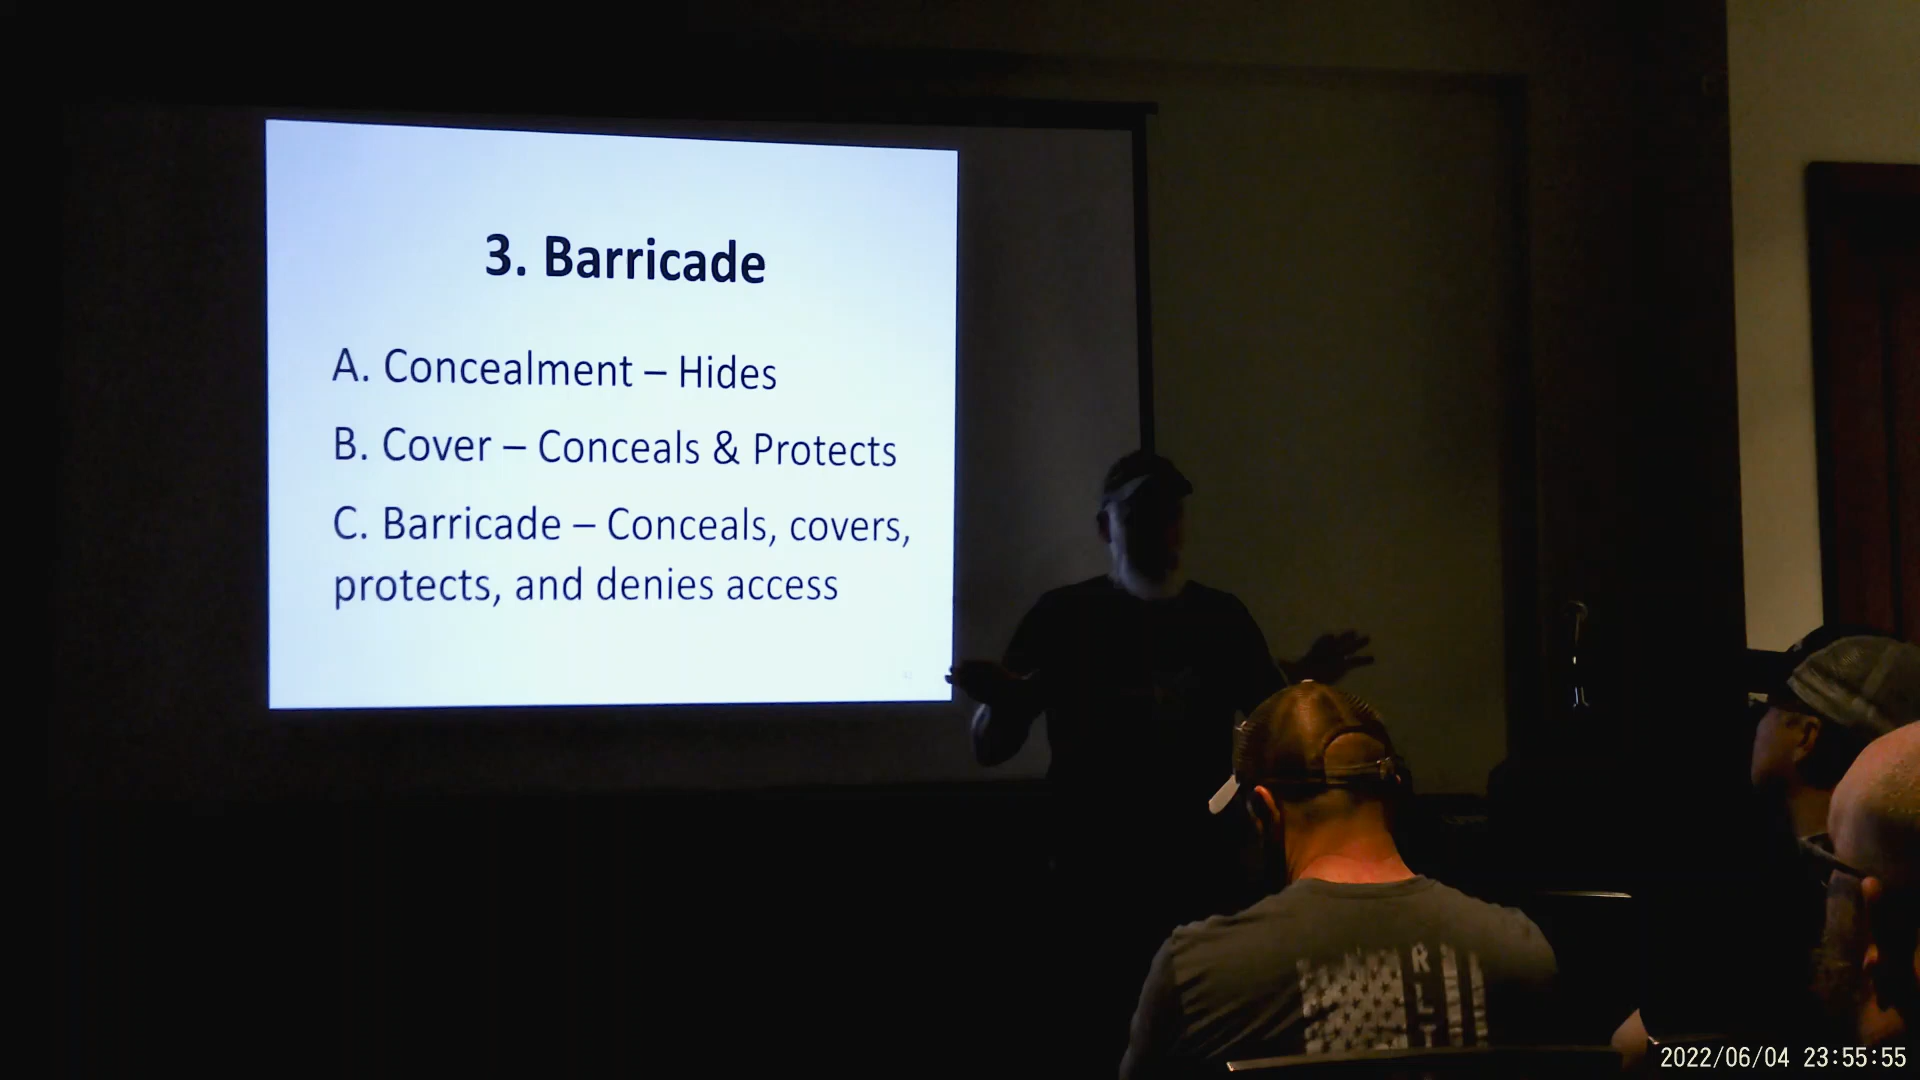 3. Barricade
A. Concealment – Hides
B. Cover – Conceals & Protects
C. Barricade – Conceals, covers,
protects, and denies access
R
L
T
2022/06/04 23:55:55